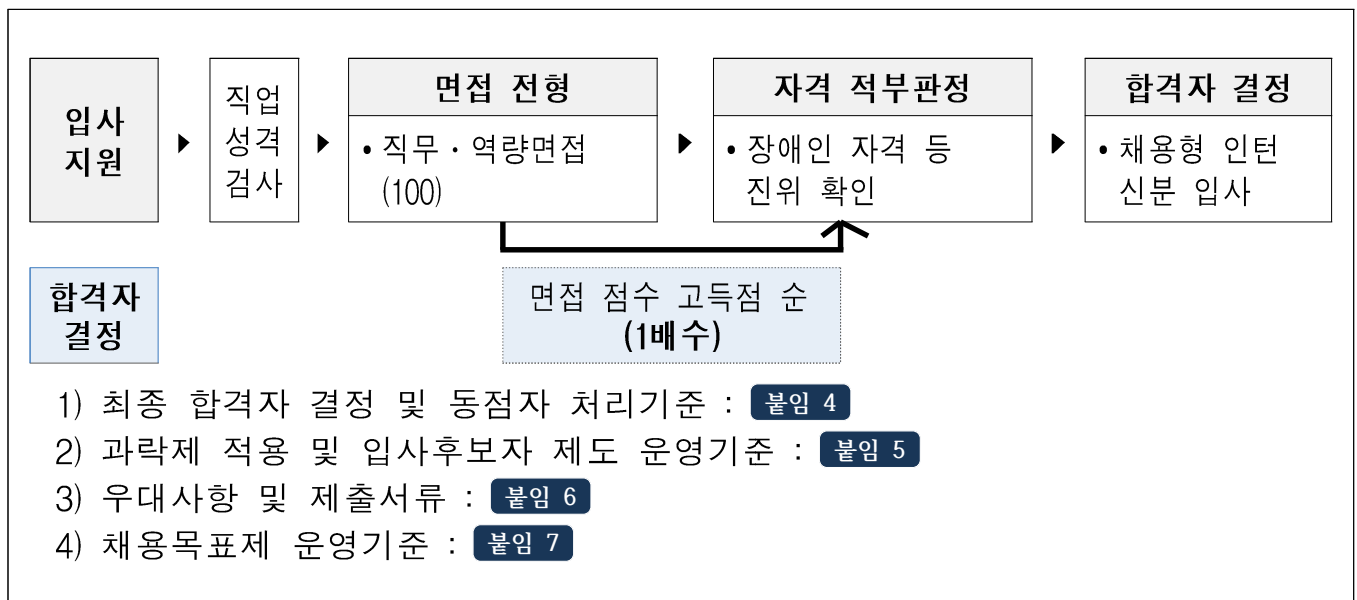 입사
지원
직업
성격
검사
면접 전형
• 직무・역량면접
(100)
자격 적부판정
• 장애인 자격 등
진위 확인
합격자 결정
• 채용형 인턴
신분 입사
합격자
결정
면접 점수 고득점 순
(1배수)
1) 최종 합격자 결정 및 동점자 처리기준 : 붙임 4
2) 과락제 적용 및 입사후보자 제도 운영기준 : 붙임 5
3) 우대사항 및 제출서류 : 붙임 6
4) 채용목표제 운영기준 : 붙임 7